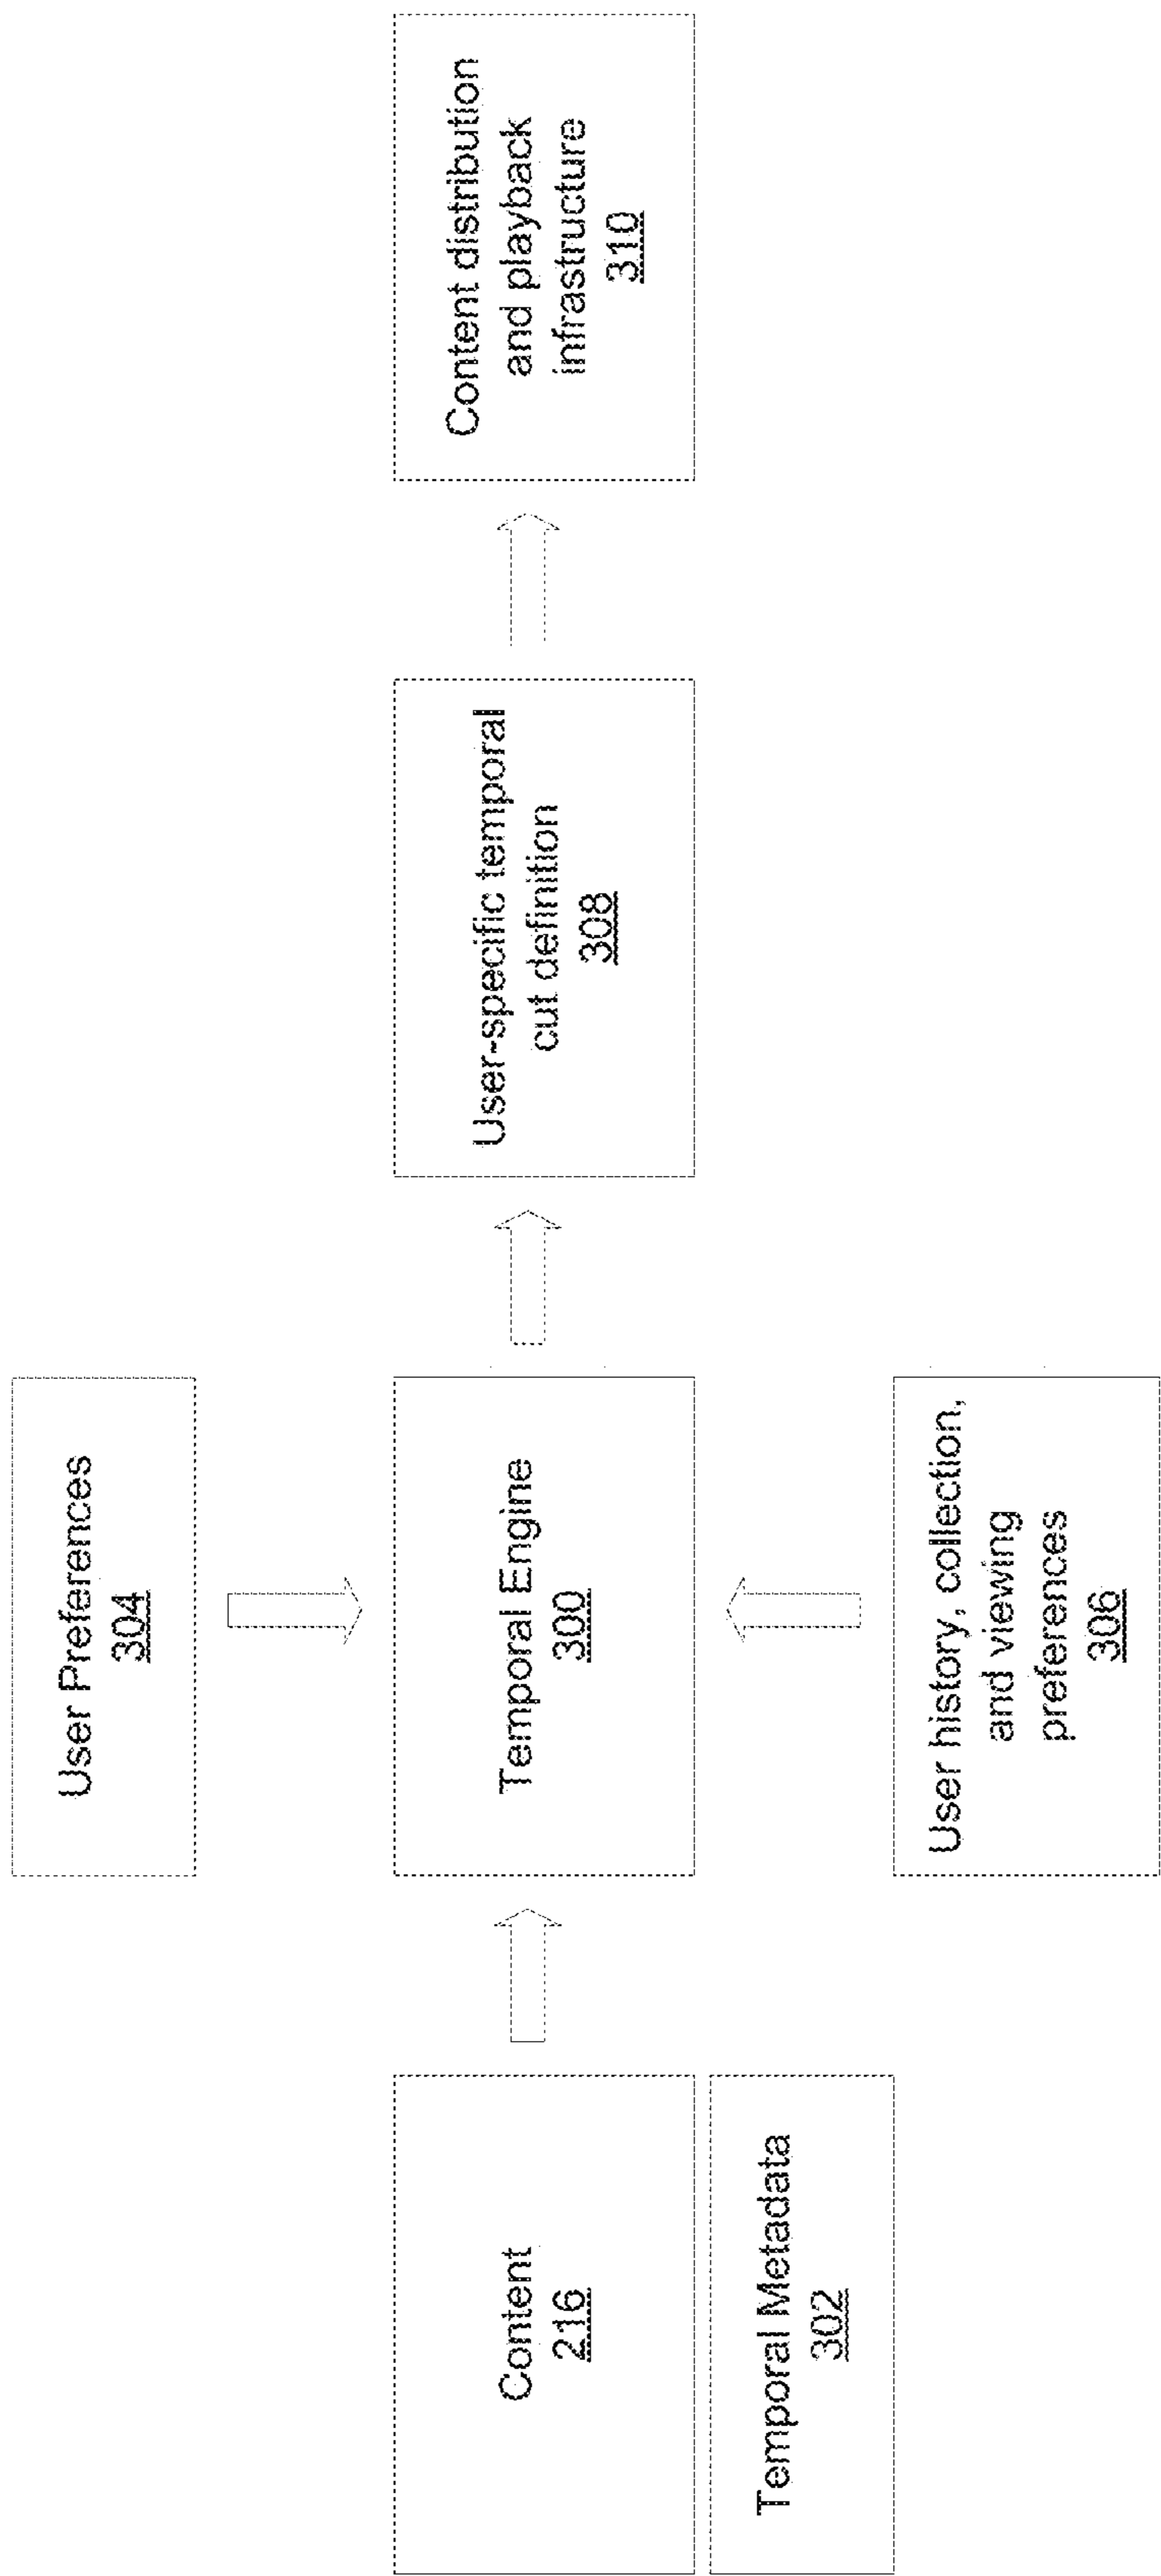 User Preferences
304
Content
216
Temporal Metadata
302
Temporal Engine
300
User-specific temporal
cut definition
308
Content distribution
and playback
infrastructure
310
User history, collection,
and viewing
preferences
306